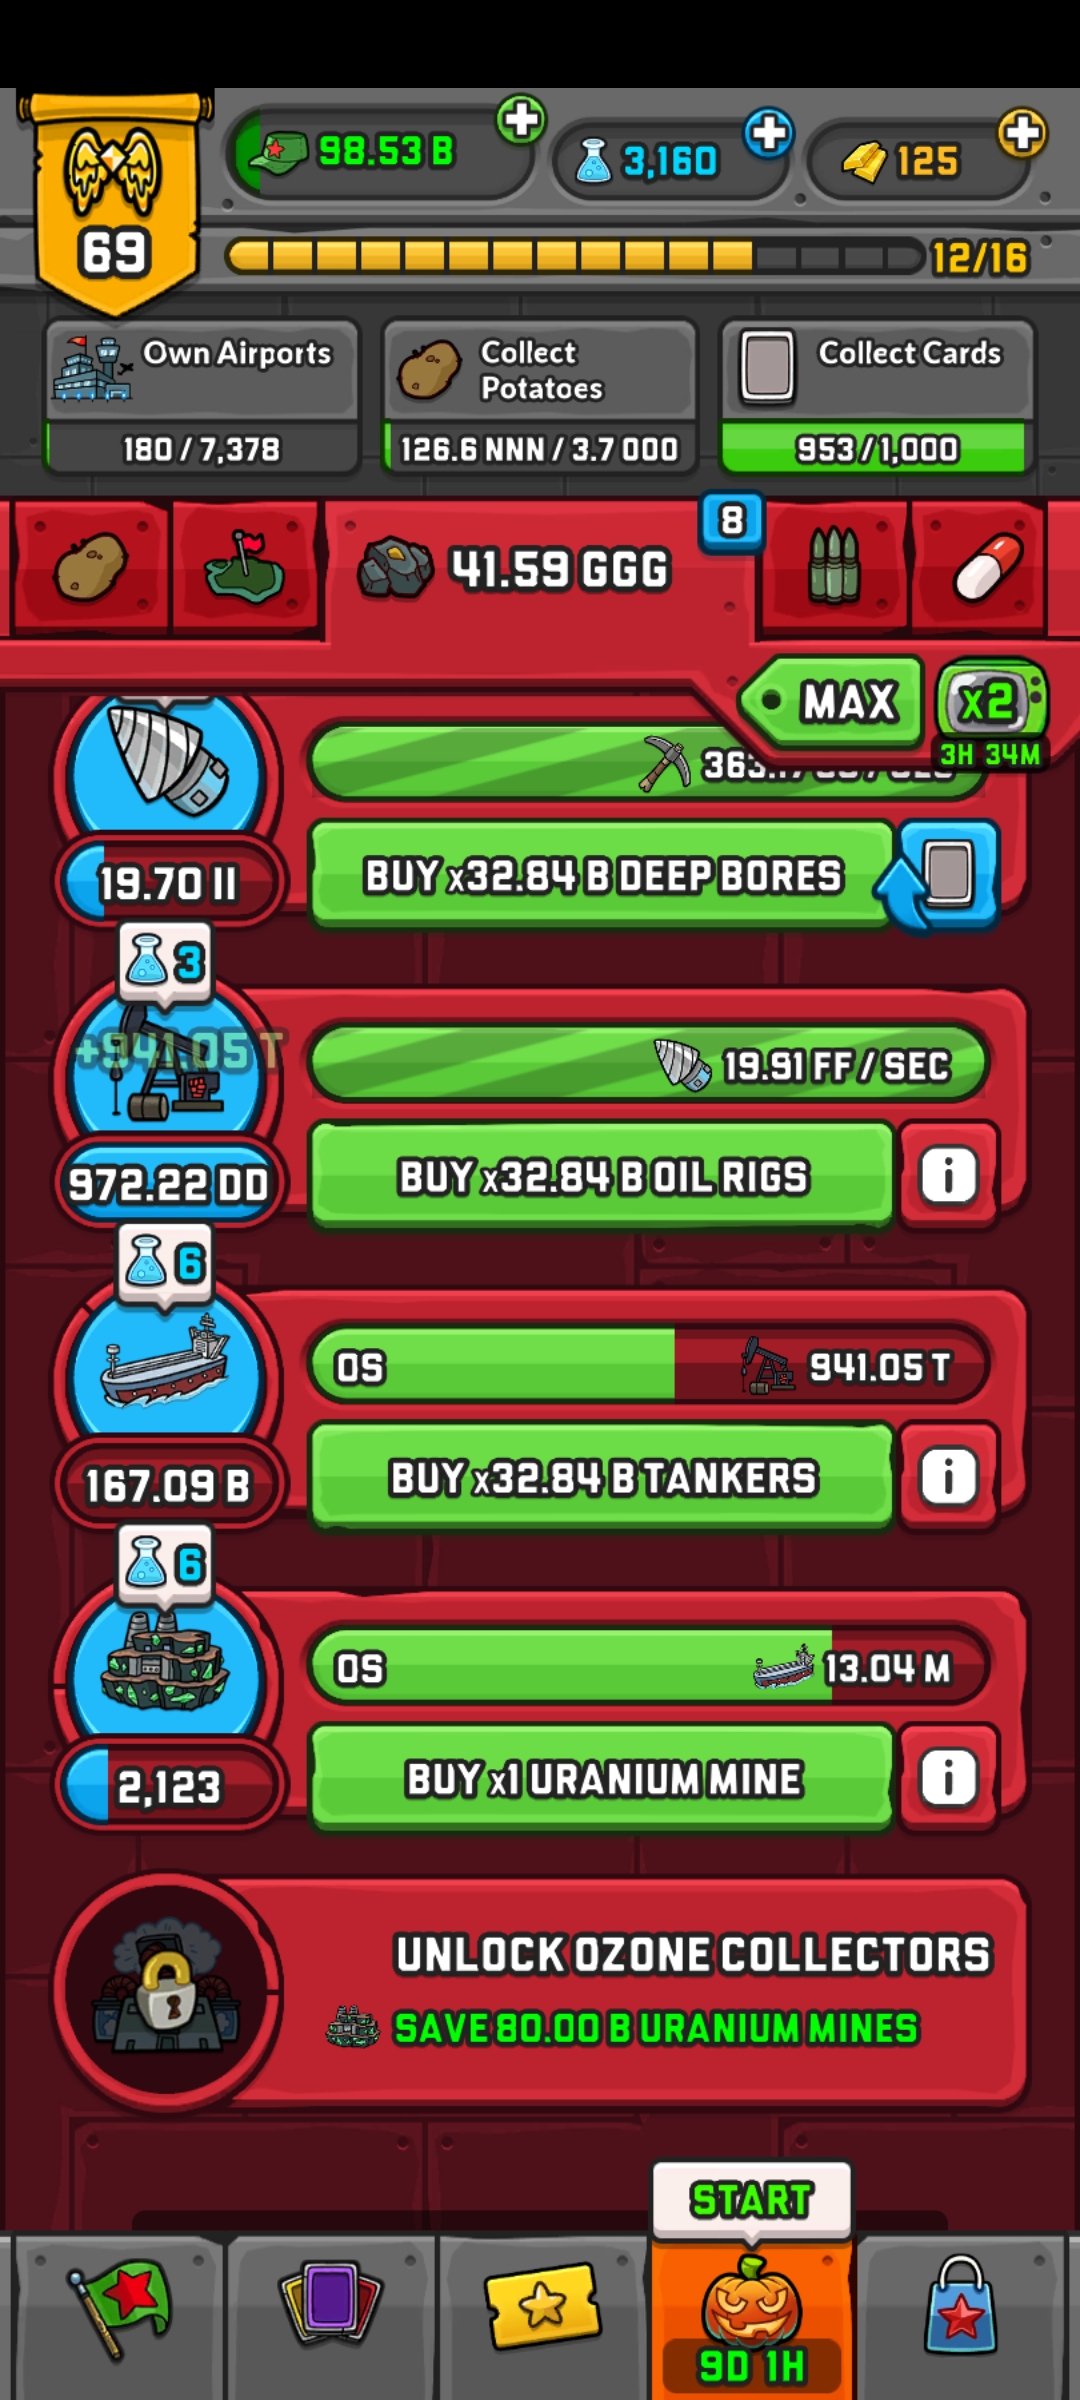 98.53 B
3,160
125
69
12/16
Own Airports
180 / 7,378
Collect
Potatoes
126.6 NNN / 3.7 OOO
Collect Cards
953 / 1,000
41.59 GGG
8
MAX
x2
3H 34M
19.70 II
BUY x32.84 B DEEP BORES
3
+941.05 T
19.91 FF / SEC
972.22 DD
BUY x32.84 B OIL RIGS
i
6
0S
941.05 T
167.09 B
BUY x32.84 B TANKERS
i
6
0S
13.04 M
2,123
BUY x1 URANIUM MINE
i
UNLOCK OZONE COLLECTORS
SAVE 80.00 B URANIUM MINES
START
9D 1H